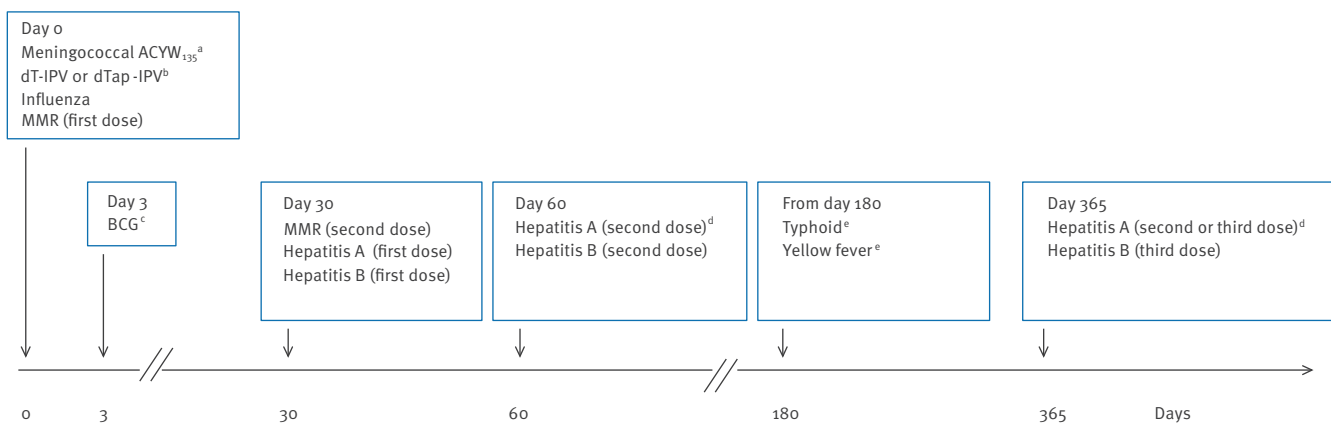 Day 0
Meningococcal ACYW₁₃₅ᵃ
dT-IPV or dTap -IPVᵇ
Influenza
MMR (first dose)
Day 3
BCGᶜ
Day 30
MMR (second dose)
Hepatitis A (first dose)
Hepatitis B (first dose)
Day 60
Hepatitis A (second dose)ᵈ
Hepatitis B (second dose)
From day 180
Typhoidᵉ
Yellow feverᵉ
Day 365
Hepatitis A (second or third dose)ᵈ
Hepatitis B (third dose)
0 3 30 60 180 365 Days